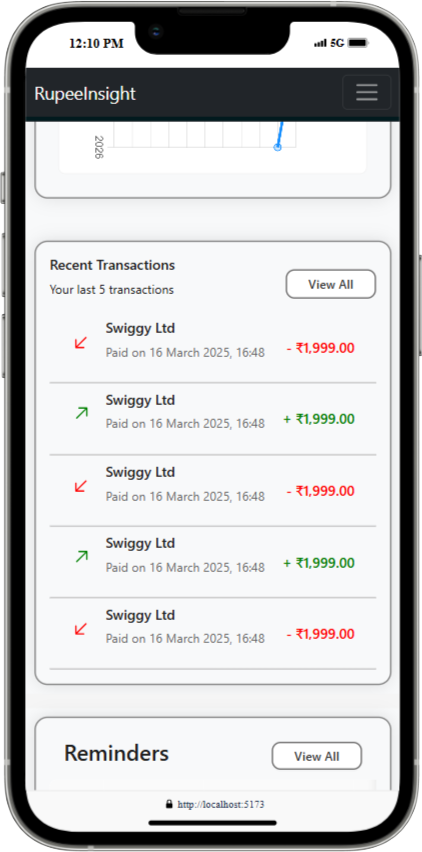 12:10 PM
5G
RupeeInsight
2026
Recent Transactions
Your last 5 transactions
View All
Swiggy Ltd
Paid on 16 March 2025, 16:48
- ₹1,999.00
Swiggy Ltd
Paid on 16 March 2025, 16:48
+ ₹1,999.00
Swiggy Ltd
Paid on 16 March 2025, 16:48
- ₹1,999.00
Swiggy Ltd
Paid on 16 March 2025, 16:48
+ ₹1,999.00
Swiggy Ltd
Paid on 16 March 2025, 16:48
- ₹1,999.00
Reminders
View All
http://localhost:5173